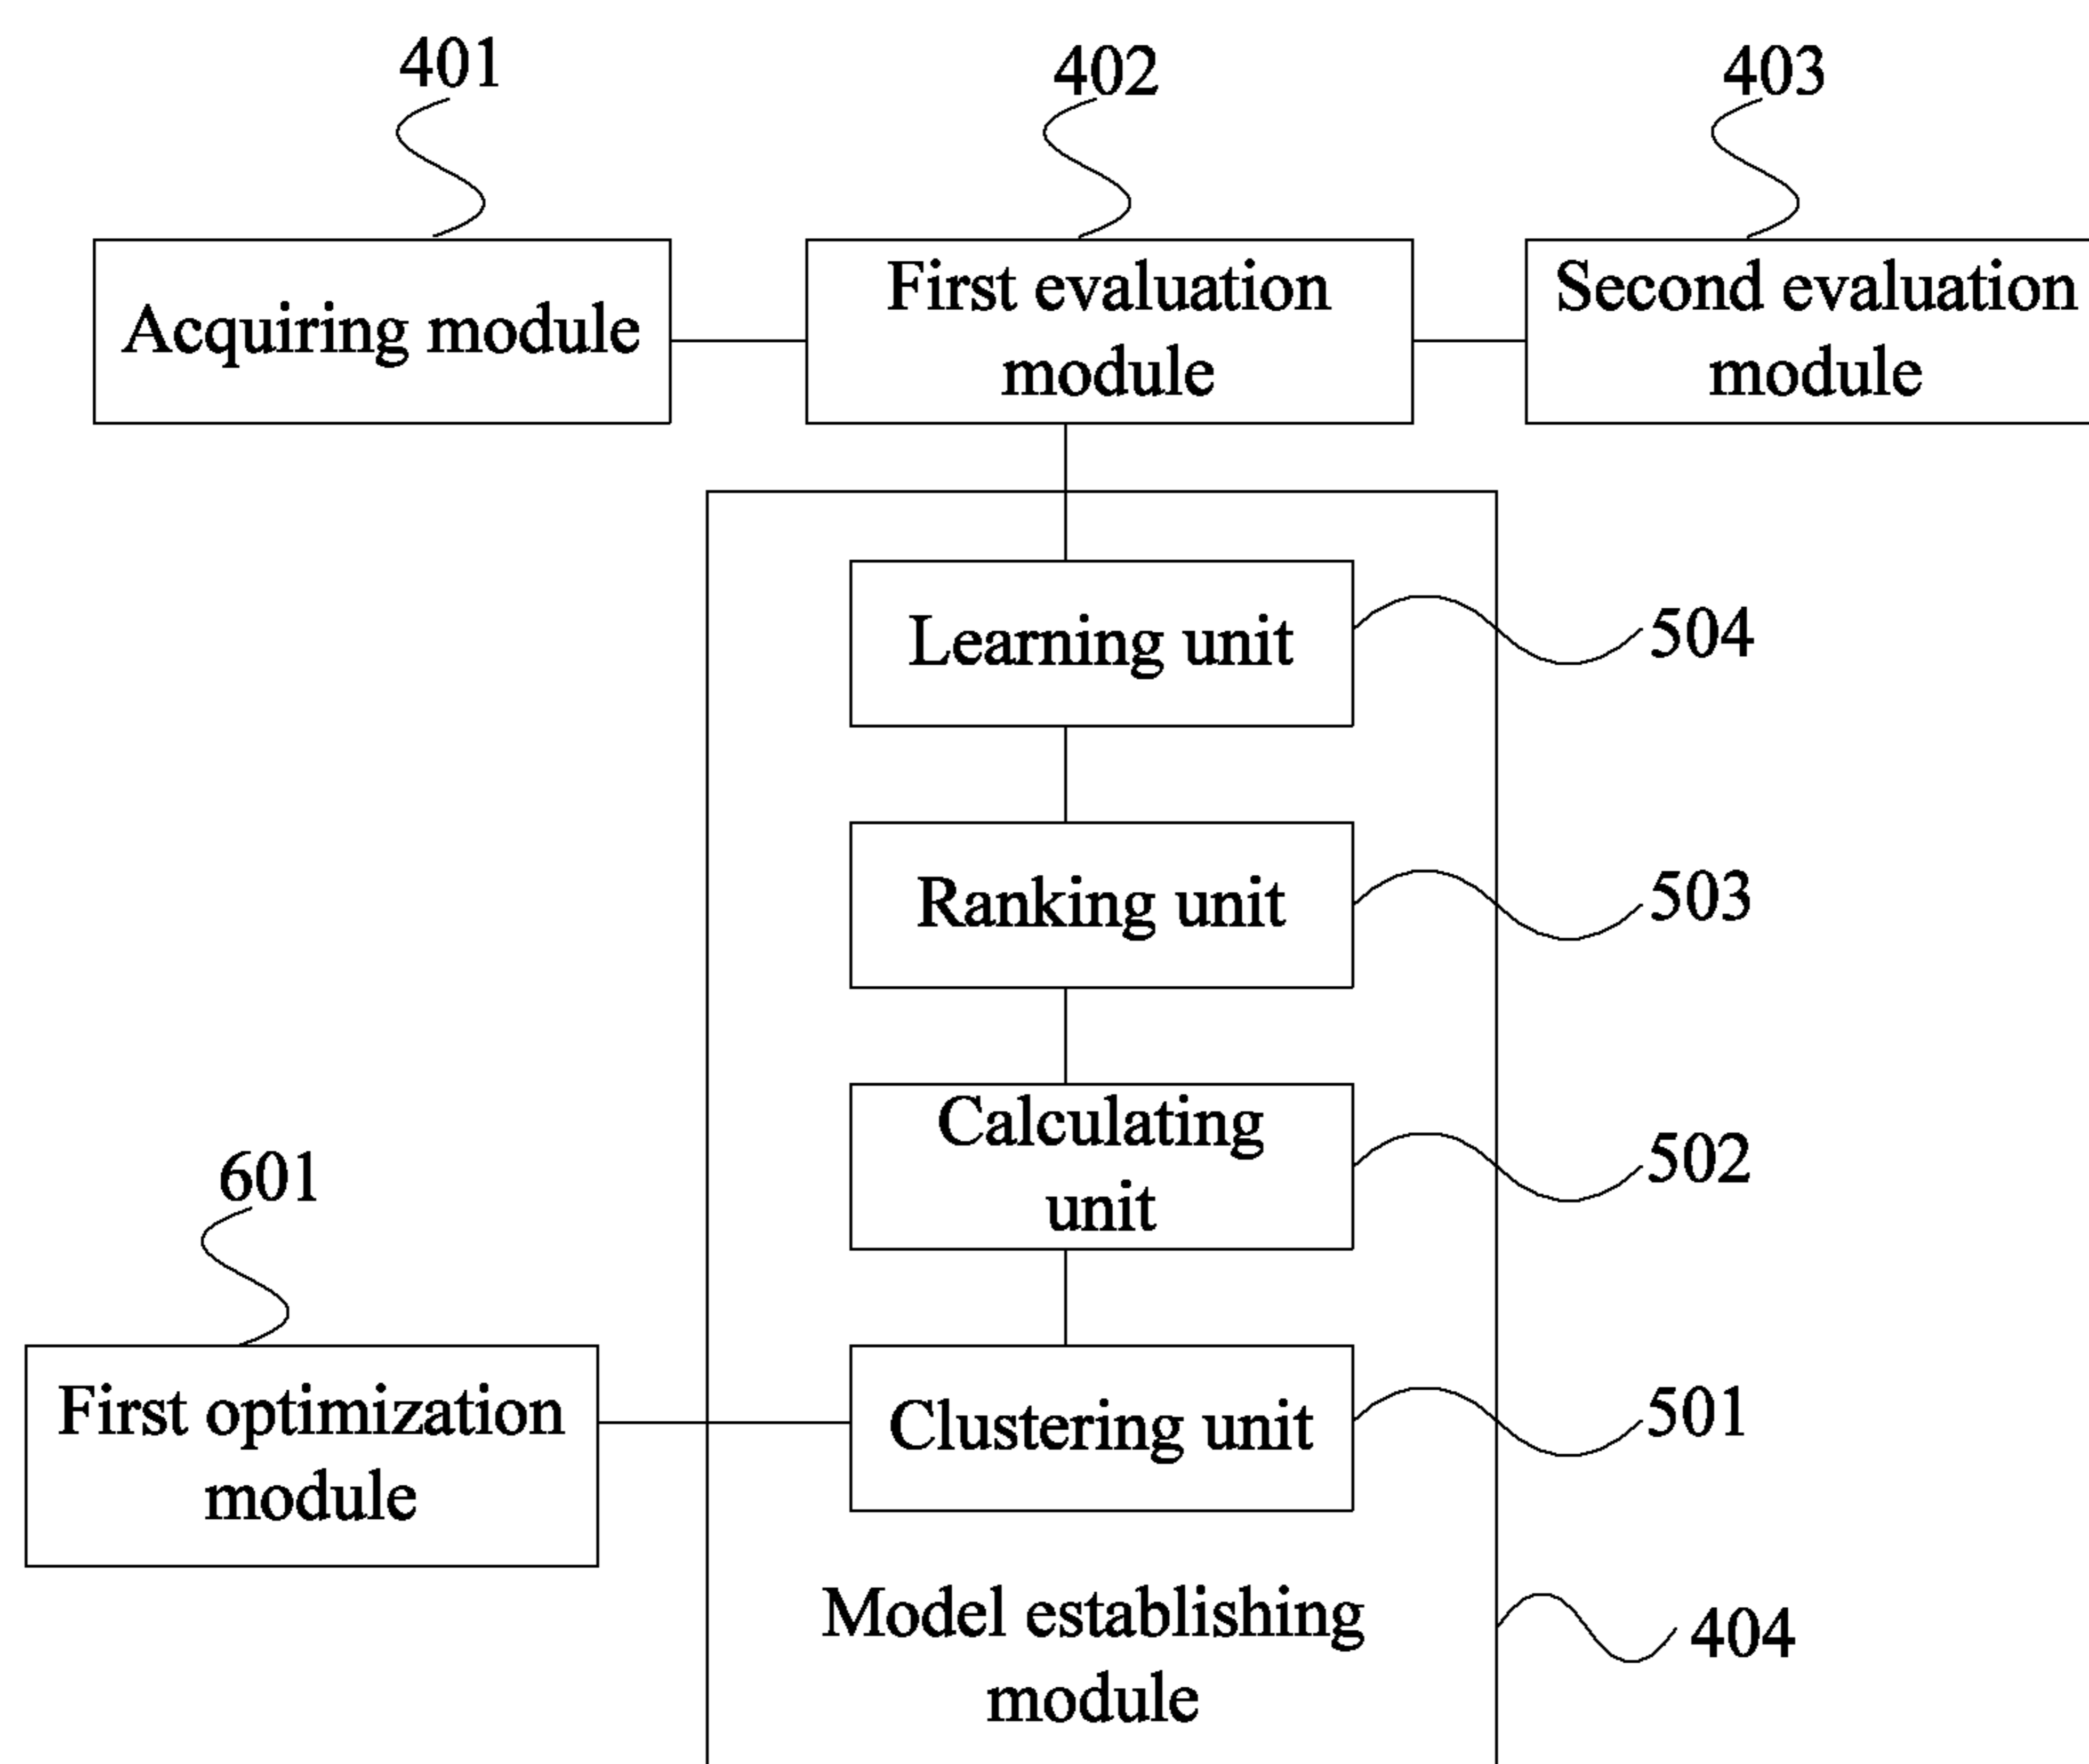 401
402
403
Acquiring module
First evaluation
module
Second evaluation
module
Learning unit
504
Ranking unit
503
Calculating
unit
502
601
First optimization
module
Clustering unit
501
Model establishing
module
404